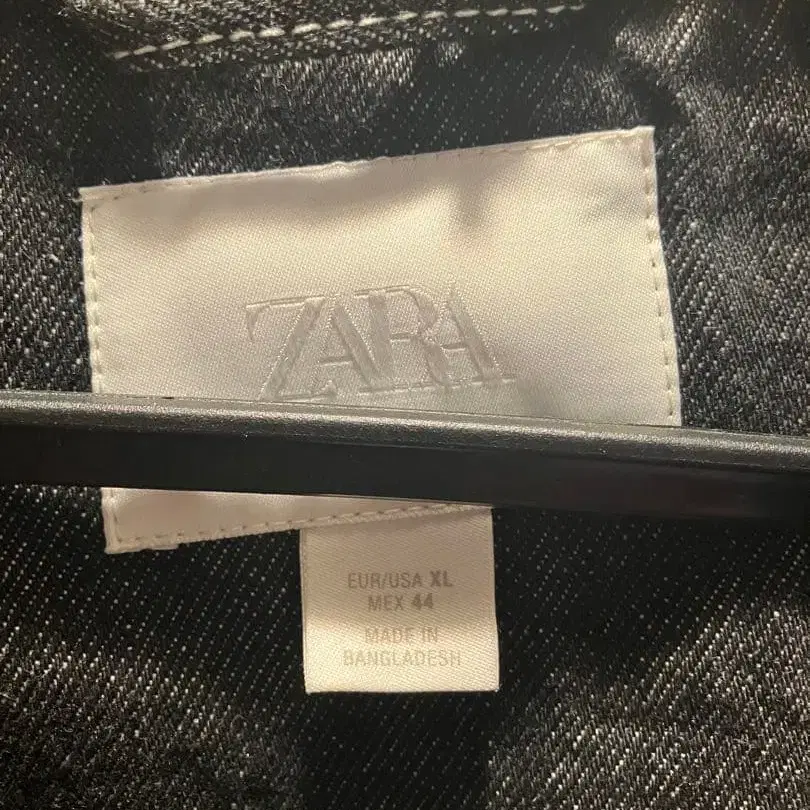 ZARA
EUR/USA XL
MEX 44
MADE IN
BANGLADESH